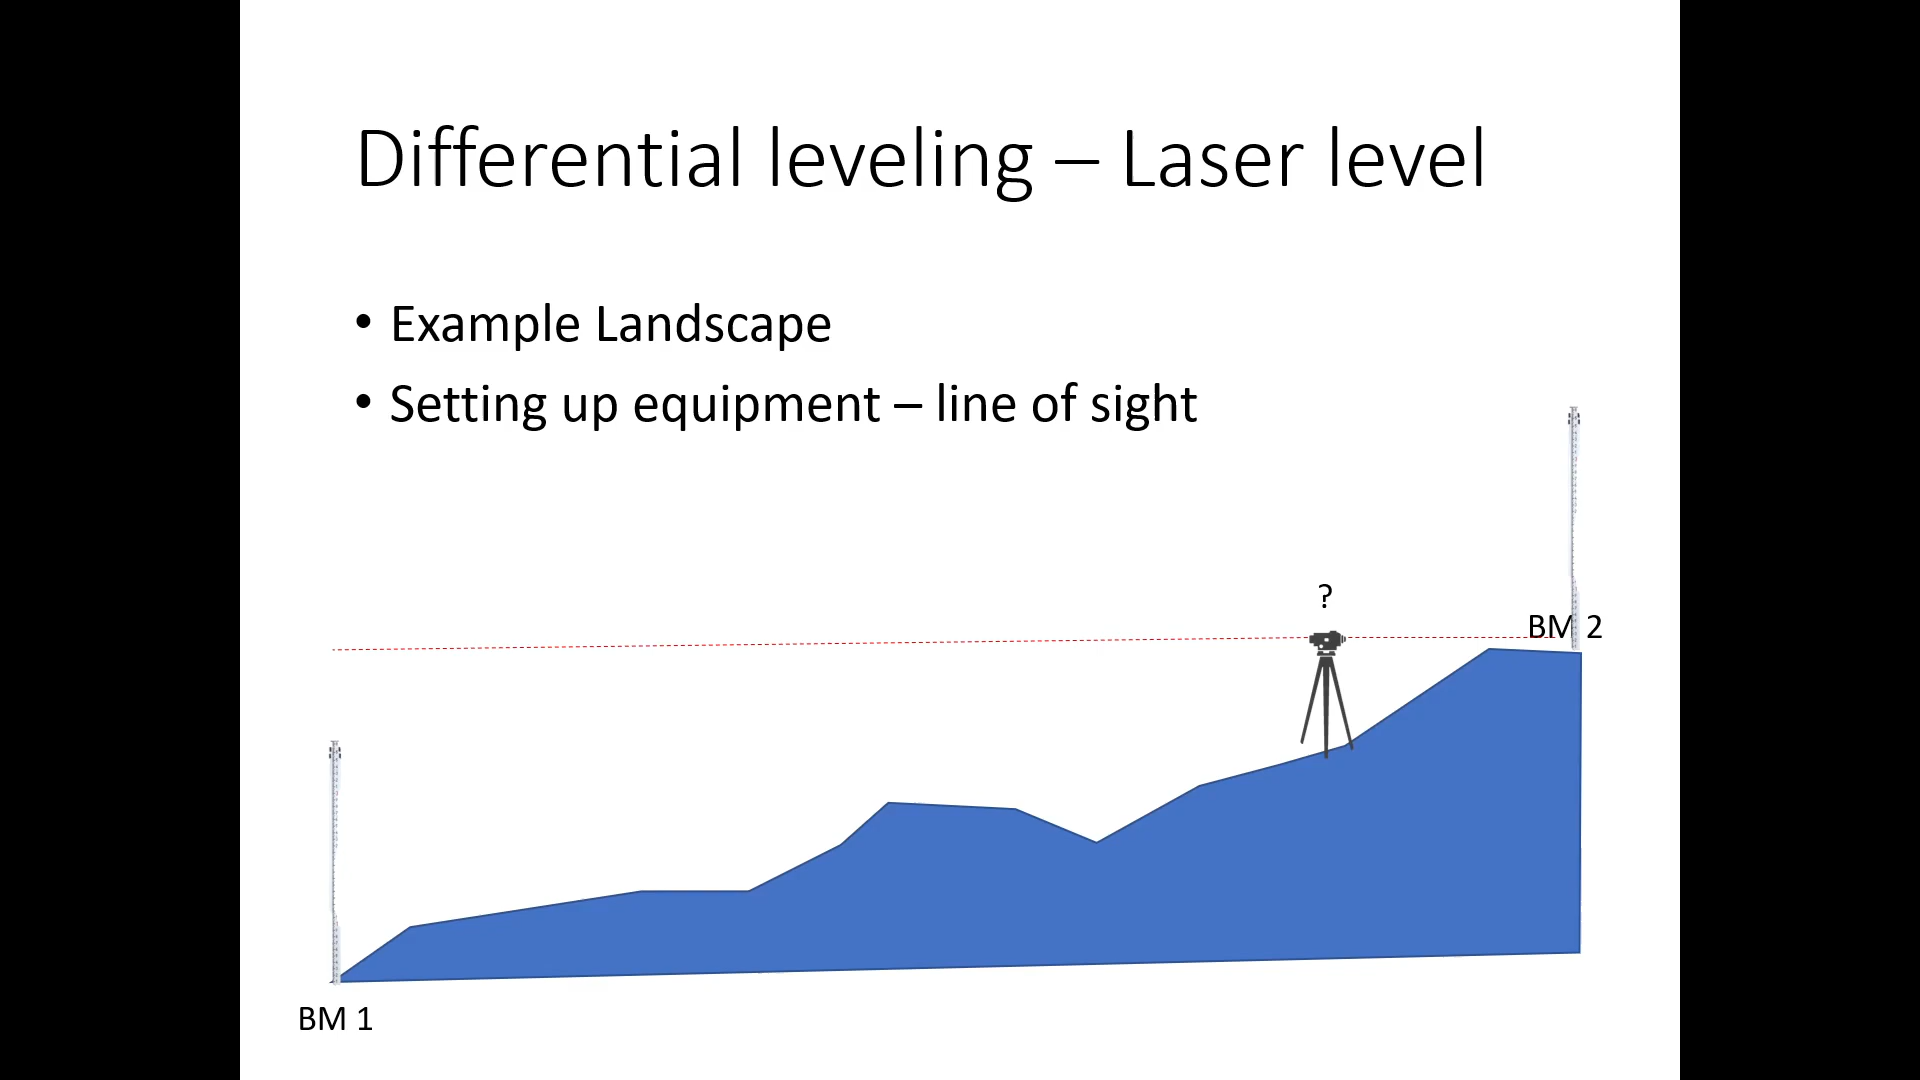 Differential leveling – Laser level
• Example Landscape
• Setting up equipment – line of sight
?
BM 2
BM 1